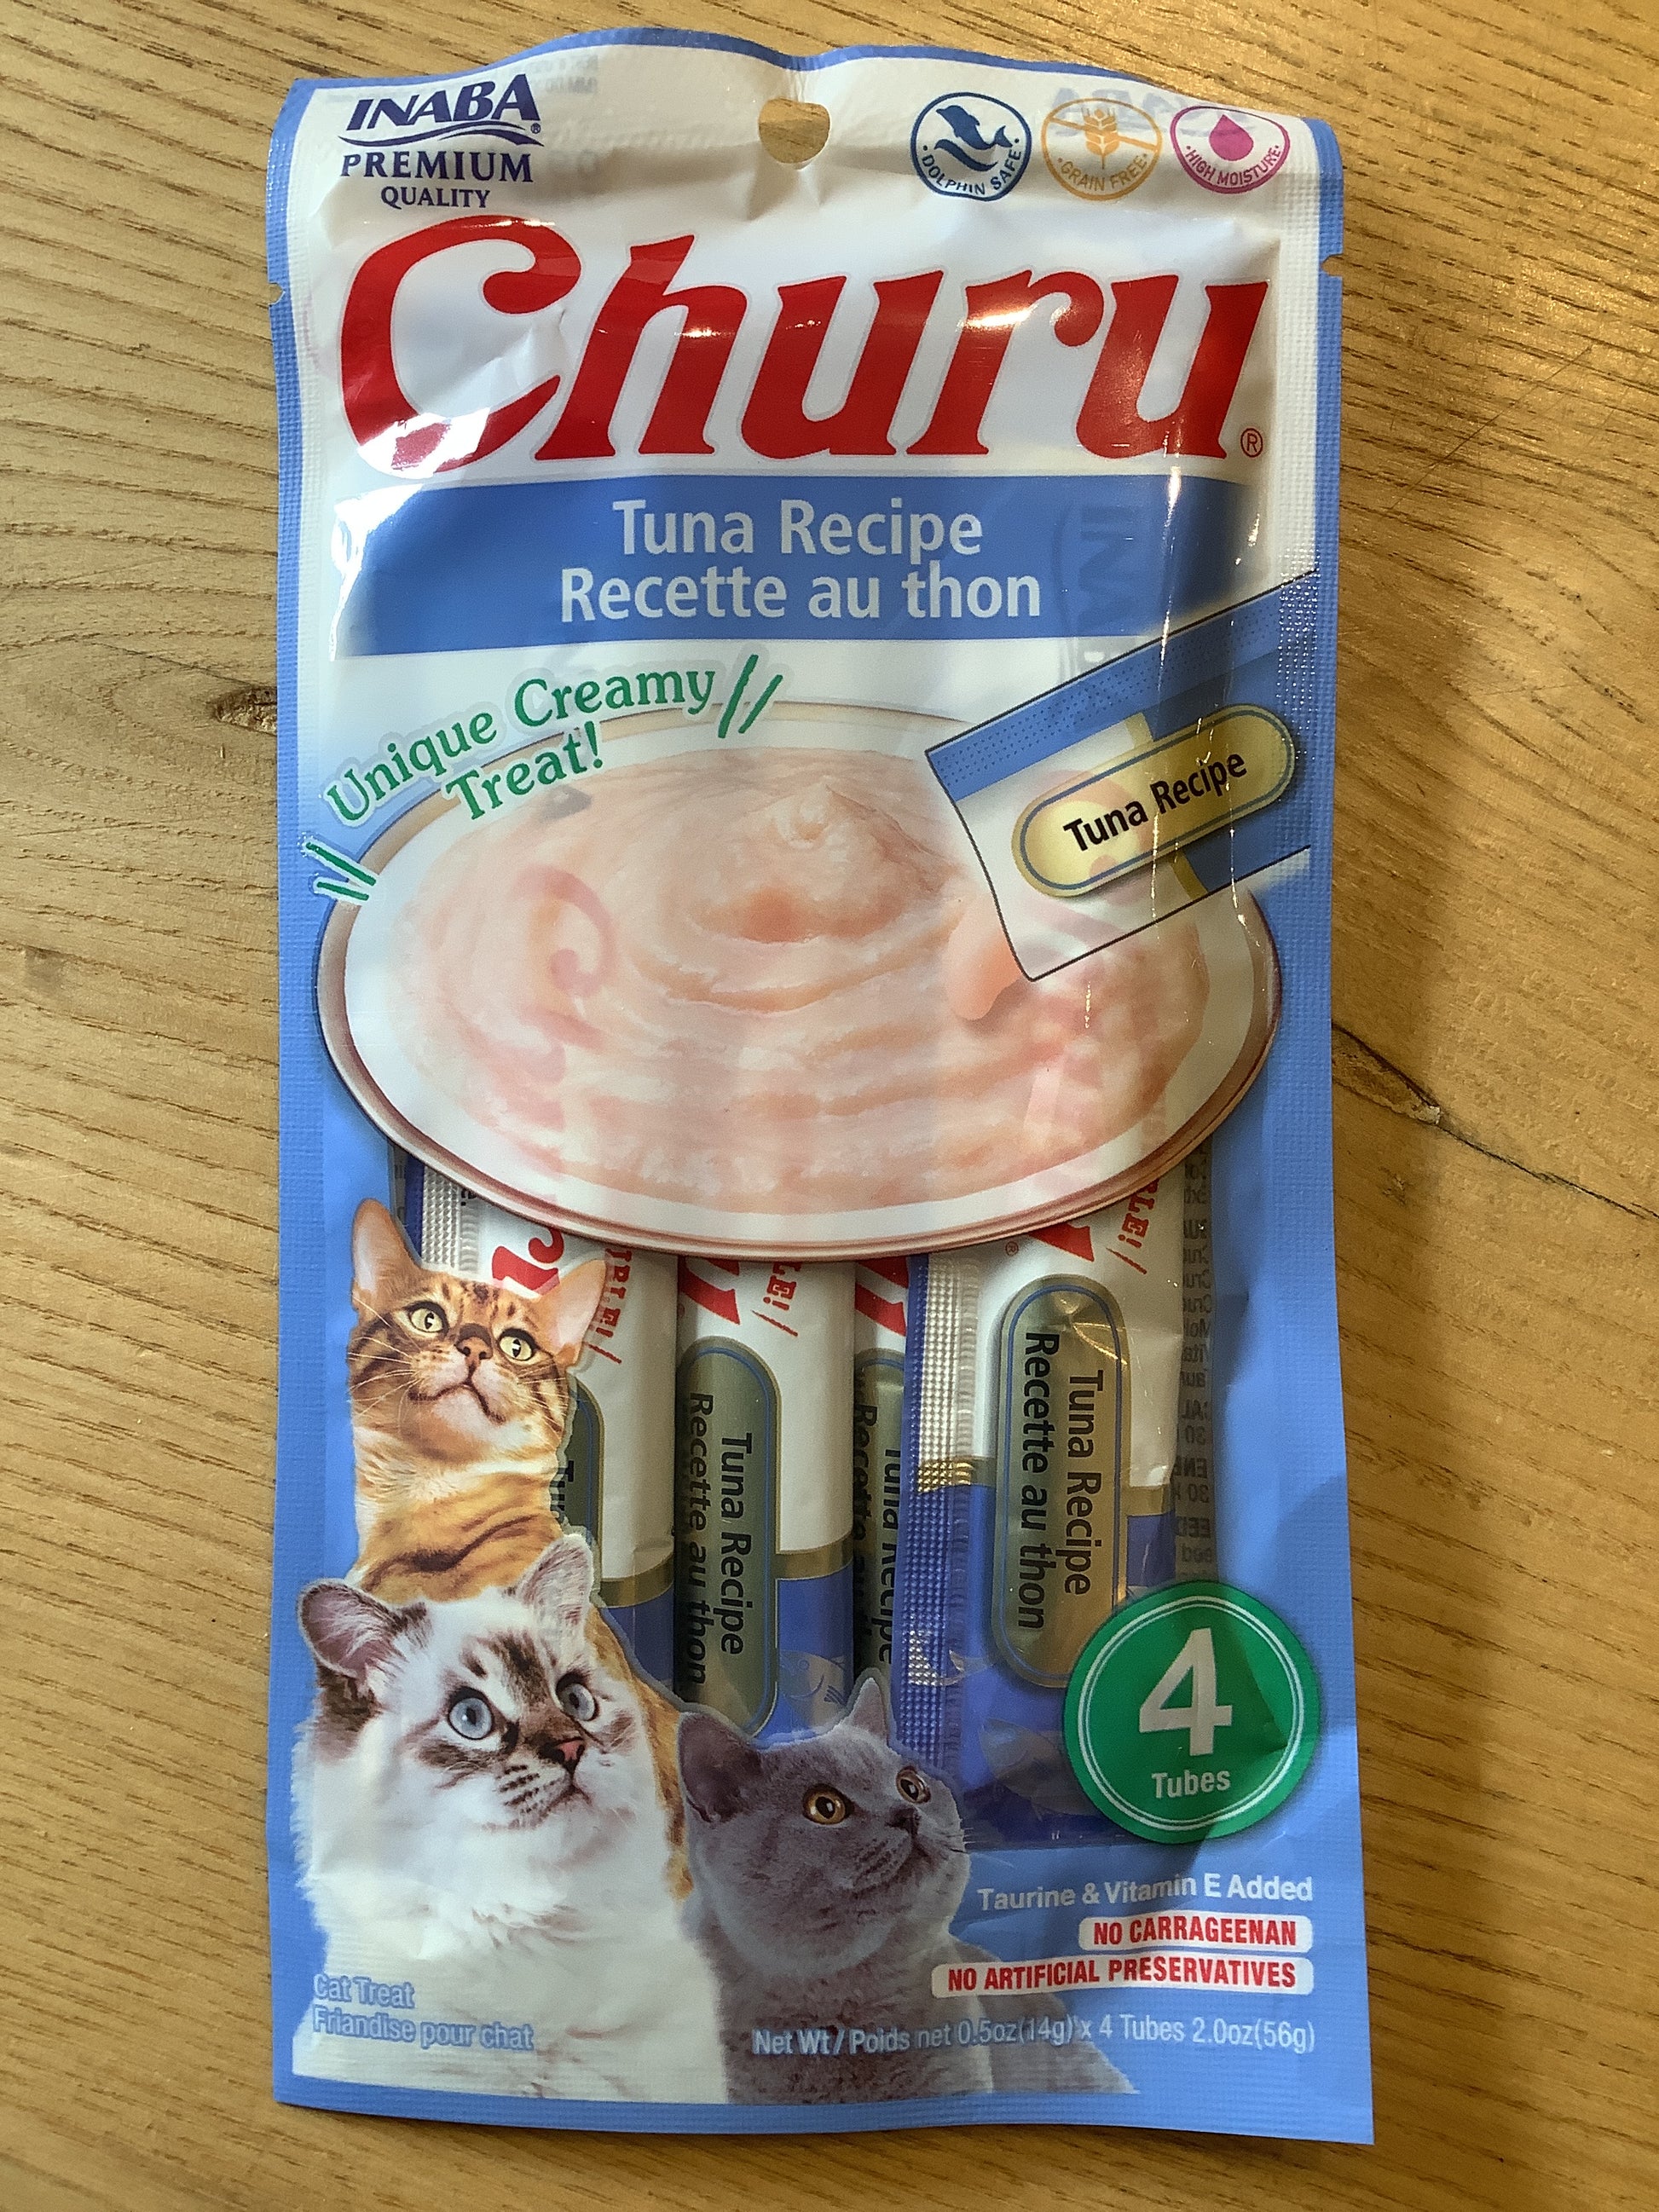 INABA®
PREMIUM
QUALITY
DOLPHIN SAFE
GRAIN FREE
HIGH MOISTURE
Churu®
Tuna Recipe
Recette au thon
Unique Creamy
Treat!
Tuna Recipe
Tuna Recipe
Recette au thon
Tuna Recipe
Recette au thon
4
Tubes
Taurine & Vitamin E Added
NO CARRAGEENAN
NO ARTIFICIAL PRESERVATIVES
Cat Treat
Friandise pour chat
Net Wt / Poids net 0.5oz(14g) x 4 Tubes 2.0oz(56g)